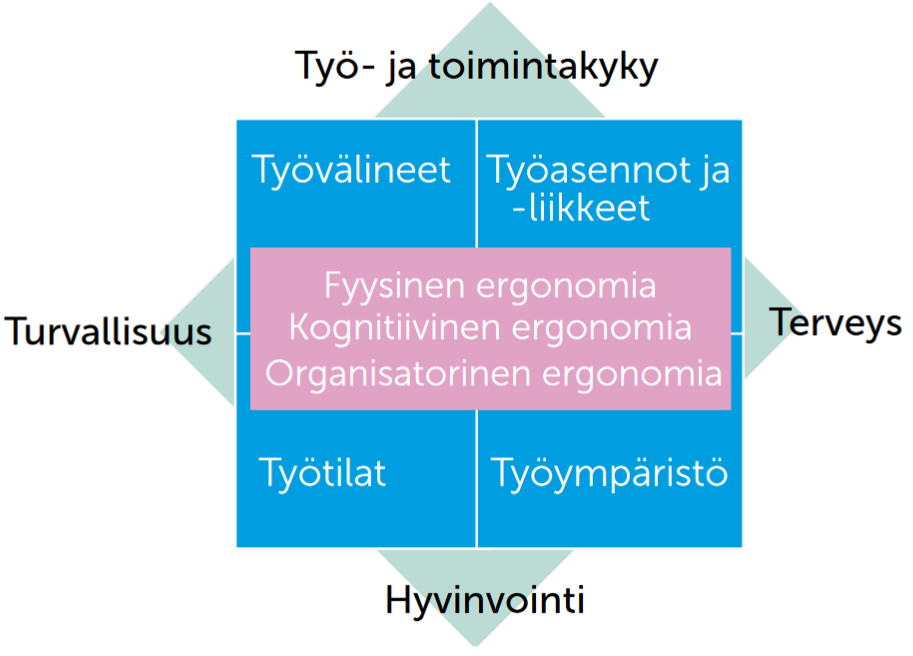 Työ- ja toimintakyky
Työvälineet
Työasennot ja
-liikkeet
Fyysinen ergonomia
Kognitiivinen ergonomia
Organisatorinen ergonomia
Turvallisuus
Terveys
Työtilat
Työympäristö
Hyvinvointi